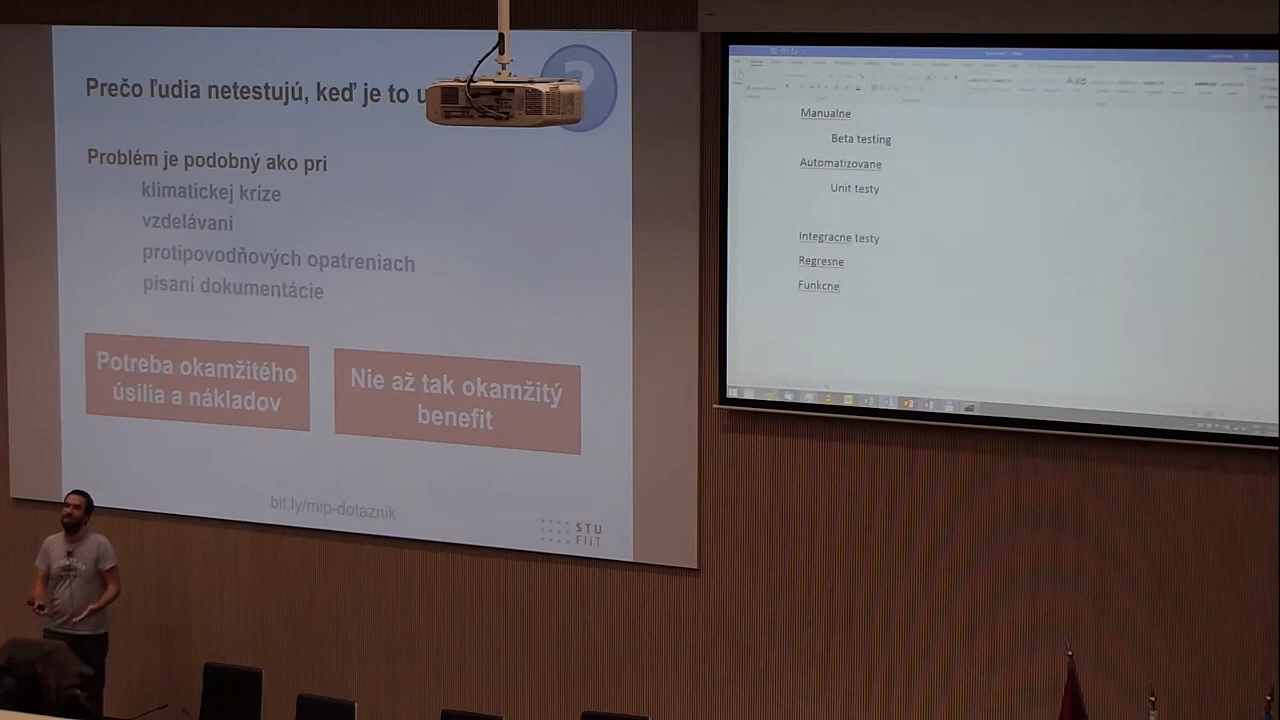 Prečo ľudia netestujú, keď je to
Problém je podobný ako pri
klimatickej kríze
vzdelávaní
protipovodňových opatreniach
písaní dokumentácie
Potreba okamžitého
úsilia a nákladov
Nie až tak okamžitý
benefit
bit.ly/mip-dotaznik
STU
FIIT
Manualne
Beta testing
Automatizovane
Unit testy
Integracne testy
Regresne
Funkcne